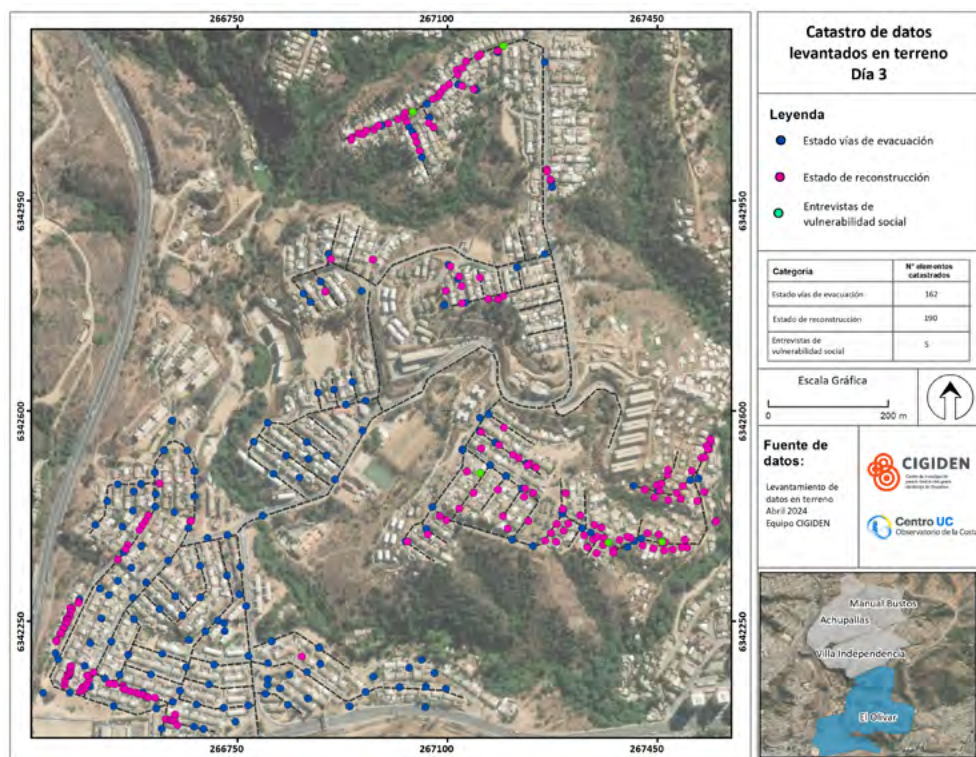 266750
267100
267450
6342950
6342600
6342250
6342950
6342600
6342250
266750
267100
267450
Catastro de datos
levantados en terreno
Día 3
Leyenda
Estado vías de evacuación
Estado de reconstrucción
Entrevistas de
vulnerabilidad social
Categoría
N° elementos
catastrados
Estado vías de evacuación
162
Estado de reconstrucción
190
Entrevistas de
vulnerabilidad social
5
Escala Gráfica
0
200 m
Fuente de
datos:
Levantamiento de
datos en terreno
Abril 2024
Equipo CIGIDEN
CIGIDEN
Centro UC
Observatorio de la Costa
Manual Bustos
Achupallas
Villa Independencia
El Olivar